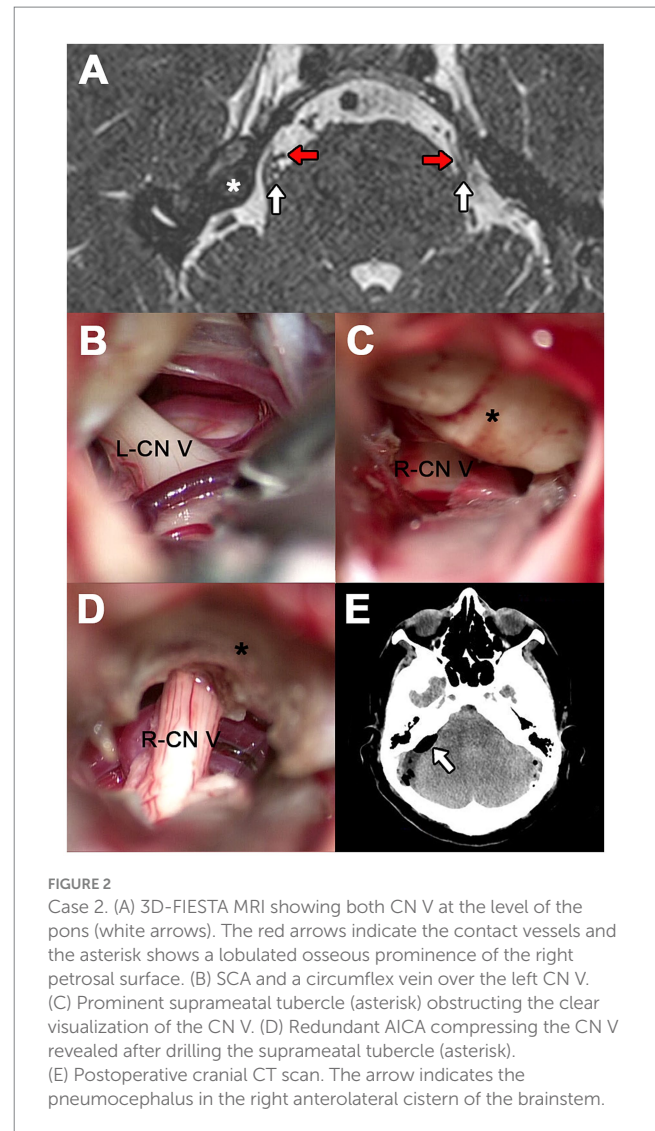 A
*
B
C
L-CN V
*
R-CN V
D
E
*
R-CN V
FIGURE 2
Case 2. (A) 3D-FIESTA MRI showing both CN V at the level of the
pons (white arrows). The red arrows indicate the contact vessels and
the asterisk shows a lobulated osseous prominence of the right
petrosal surface. (B) SCA and a circumflex vein over the left CN V.
(C) Prominent suprameatal tubercle (asterisk) obstructing the clear
visualization of the CN V. (D) Redundant AICA compressing the CN V
revealed after drilling the suprameatal tubercle (asterisk).
(E) Postoperative cranial CT scan. The arrow indicates the
pneumocephalus in the right anterolateral cistern of the brainstem.